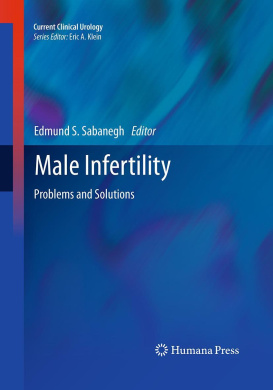 Current Clinical Urology
Series Editor: Eric A. Klein
Edmund S. Sabanegh Editor
Male Infertility
Problems and Solutions
Humana Press